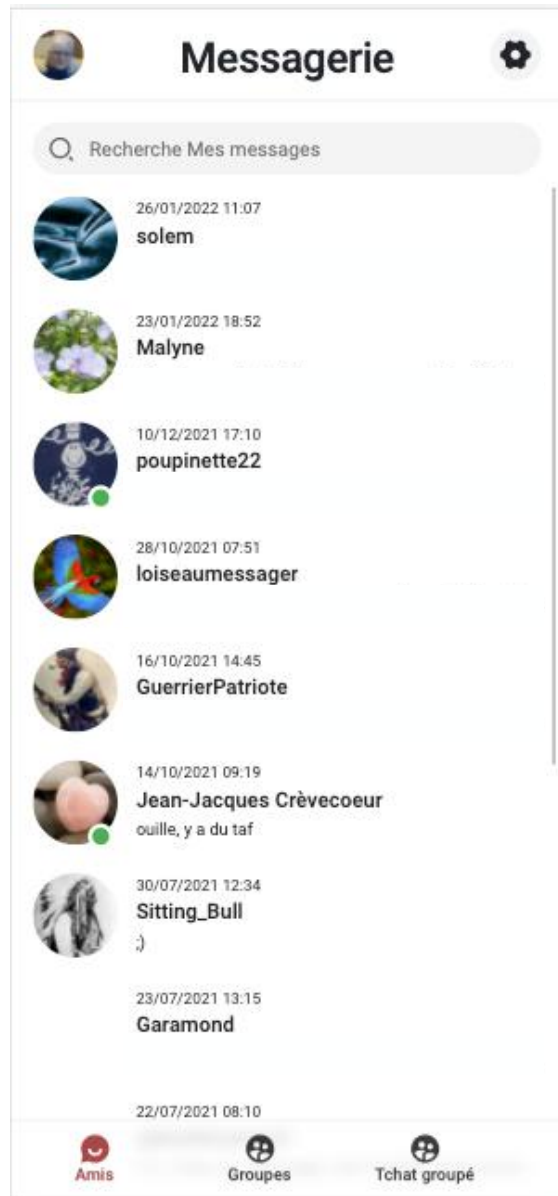 Messagerie
Recherche Mes messages
26/01/2022 11:07
solem
23/01/2022 18:52
Malyne
10/12/2021 17:10
poupinette22
28/10/2021 07:51
loiseaumessager
16/10/2021 14:45
GuerrierPatriote
14/10/2021 09:19
Jean-Jacques Crèvecoeur
ouille, y a du taf
30/07/2021 12:34
Sitting_Bull
;)
23/07/2021 13:15
Garamond
22/07/2021 08:10
Amis Groupes Tchat groupé